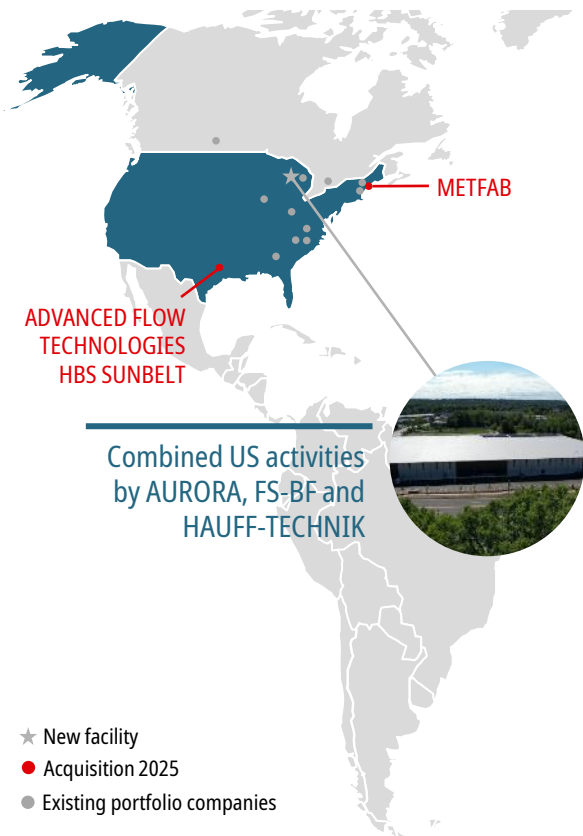 METFAB
ADVANCED FLOW
TECHNOLOGIES
HBS SUNBELT
Combined US activities
by AURORA, FS-BF and
HAUFF-TECHNIK
New facility
Acquisition 2025
Existing portfolio companies